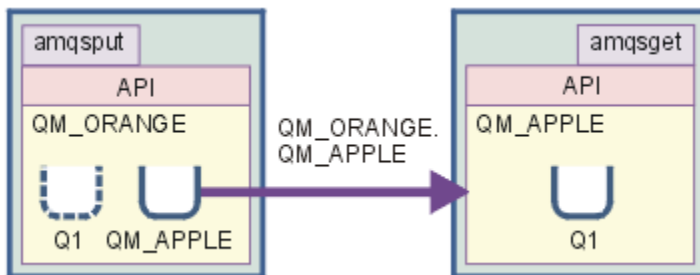 amqsput
API
QM_ORANGE
Q1
QM_APPLE
QM_ORANGE.
QM_APPLE
amqsget
API
QM_APPLE
Q1